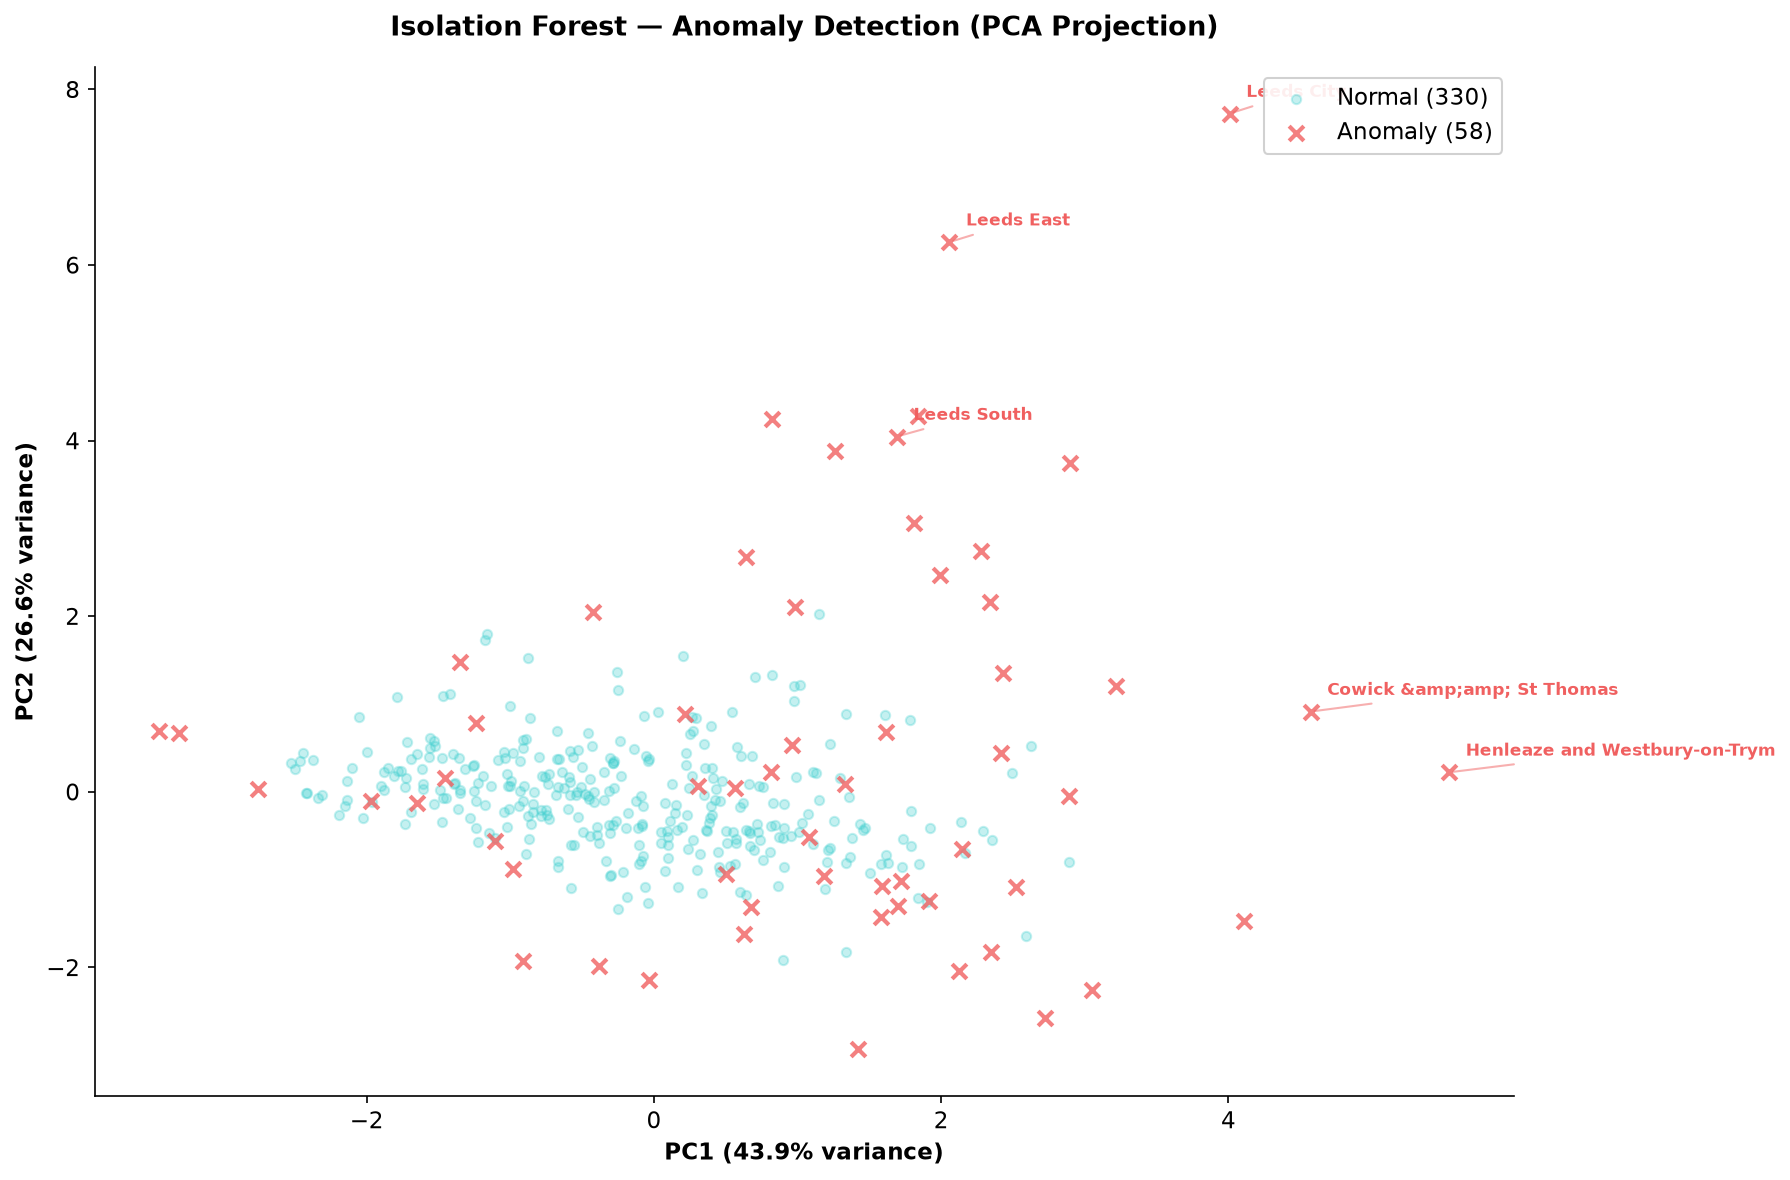 Isolation Forest — Anomaly Detection (PCA Projection)
Leeds City
Normal (330)
Anomaly (58)
Leeds East
Leeds South
Cowick &amp;amp; St Thomas
Henleaze and Westbury-on-Trym
PC2 (26.6% variance)
8
6
4
2
0
−2
−2
0
2
4
PC1 (43.9% variance)